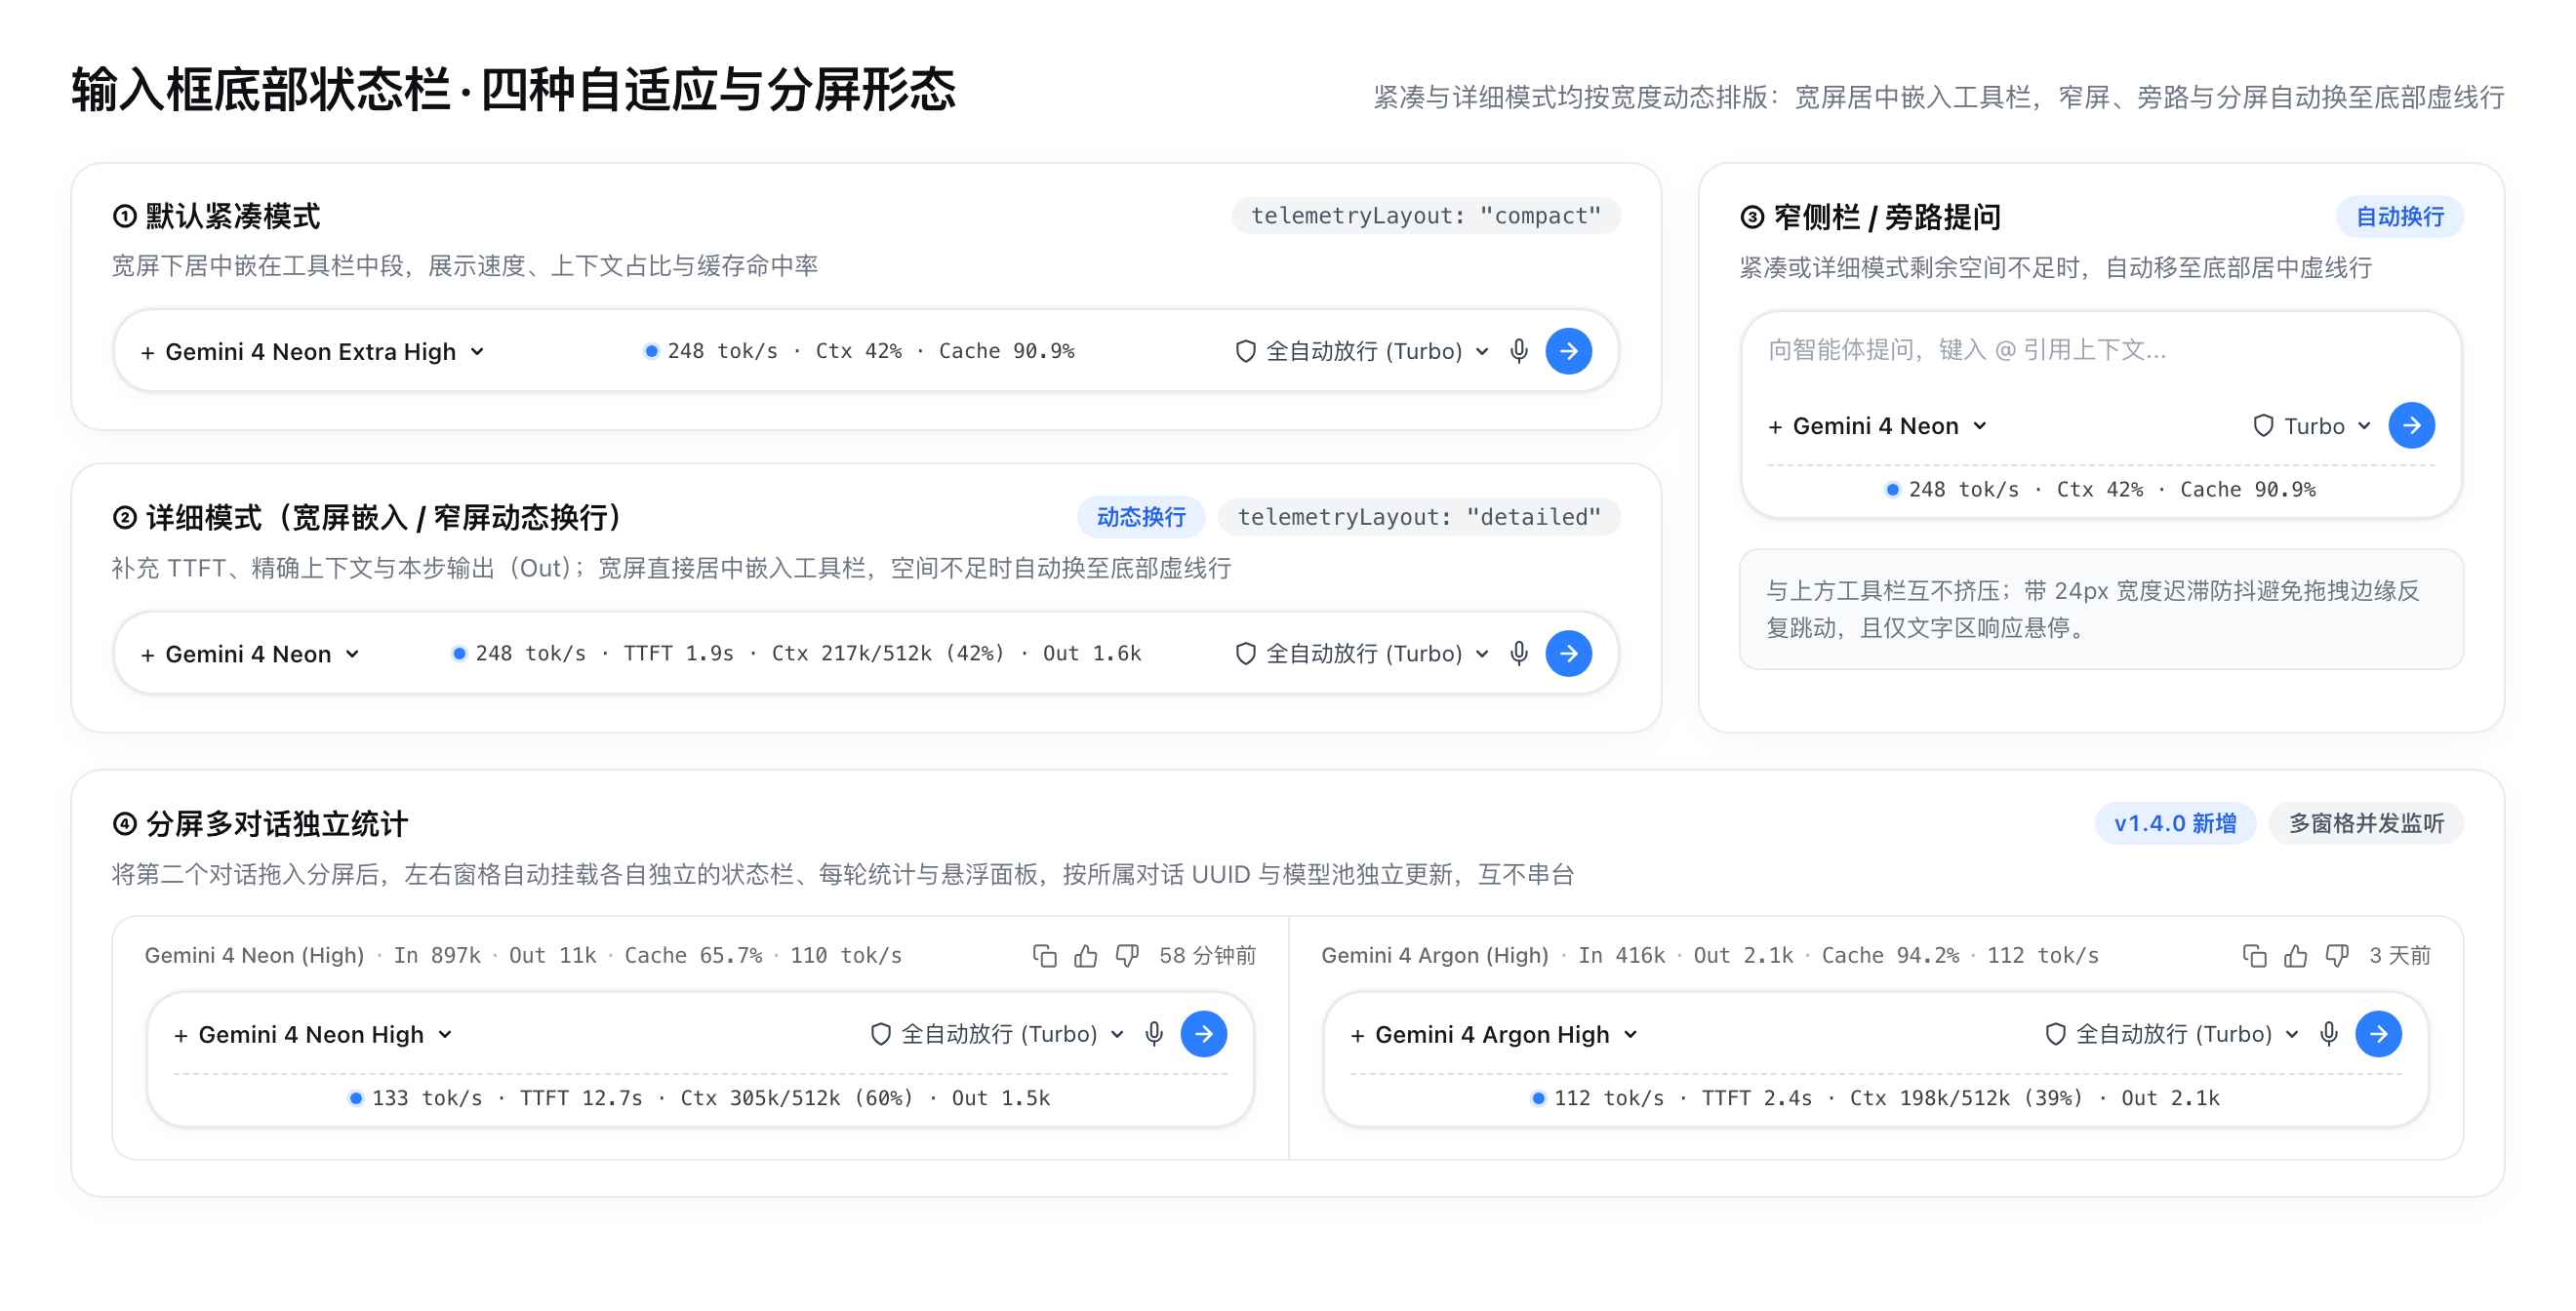 输入框底部状态栏 · 四种自适应与分屏形态
紧凑与详细模式均按宽度动态排版：宽屏居中嵌入工具栏，窄屏、旁路与分屏自动换至底部虚线行
① 默认紧凑模式
telemetryLayout: "compact"
宽屏下居中嵌在工具栏中段，展示速度、上下文占比与缓存命中率
+ Gemini 4 Neon Extra High
248 tok/s · Ctx 42% · Cache 90.9%
全自动放行 (Turbo)
② 详细模式（宽屏嵌入 / 窄屏动态换行）
动态换行
telemetryLayout: "detailed"
补充 TTFT、精确上下文与本步输出（Out）；宽屏直接居中嵌入工具栏，空间不足时自动换至底部虚线行
+ Gemini 4 Neon
248 tok/s · TTFT 1.9s · Ctx 217k/512k (42%) · Out 1.6k
全自动放行 (Turbo)
③ 窄侧栏 / 旁路提问
自动换行
紧凑或详细模式剩余空间不足时，自动移至底部居中虚线行
向智能体提问，键入 @ 引用上下文...
+ Gemini 4 Neon
Turbo
248 tok/s · Ctx 42% · Cache 90.9%
与上方工具栏互不挤压；带 24px 宽度迟滞防抖避免拖拽边缘反
复跳动，且仅文字区响应悬停。
④ 分屏多对话独立统计
v1.4.0 新增
多窗格并发监听
将第二个对话拖入分屏后，左右窗格自动挂载各自独立的状态栏、每轮统计与悬浮面板，按所属对话 UUID 与模型池独立更新，互不串台
Gemini 4 Neon (High) · In 897k · Out 11k · Cache 65.7% · 110 tok/s
58 分钟前
+ Gemini 4 Neon High
全自动放行 (Turbo)
133 tok/s · TTFT 12.7s · Ctx 305k/512k (60%) · Out 1.5k
Gemini 4 Argon (High) · In 416k · Out 2.1k · Cache 94.2% · 112 tok/s
3 天前
+ Gemini 4 Argon High
全自动放行 (Turbo)
112 tok/s · TTFT 2.4s · Ctx 198k/512k (39%) · Out 2.1k